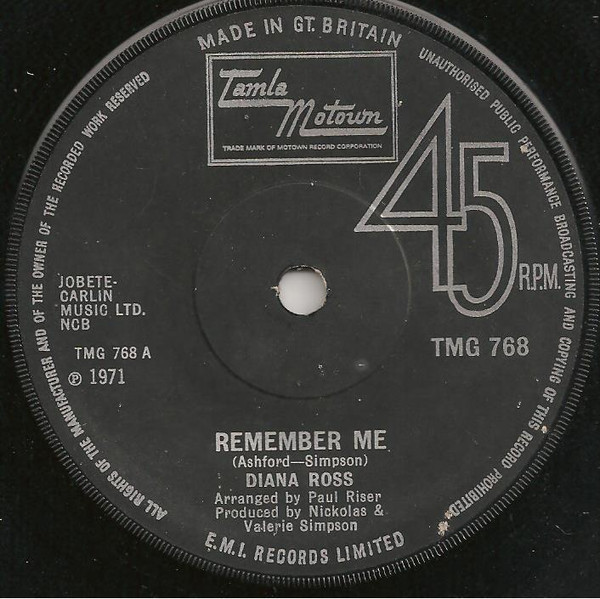 MADE IN GT. BRITAIN
UNAUTHORISED PUBLIC PERFORMANCE BROADCASTING AND COPYING OF THIS RECORD PROHIBITED
ALL RIGHTS OF THE MANUFACTURER AND OF THE OWNER OF THE RECORDED WORK RESERVED
Tamla
Motown
TRADE MARK OF MOTOWN RECORD CORPORATION
45
R.P.M.
JOBETE-
CARLIN
MUSIC LTD.
NCB
TMG 768 A
℗ 1971
TMG 768
REMEMBER ME
(Ashford—Simpson)
DIANA ROSS
Arranged by Paul Riser
Produced by Nickolas &
Valerie Simpson
E.M.I. RECORDS LIMITED